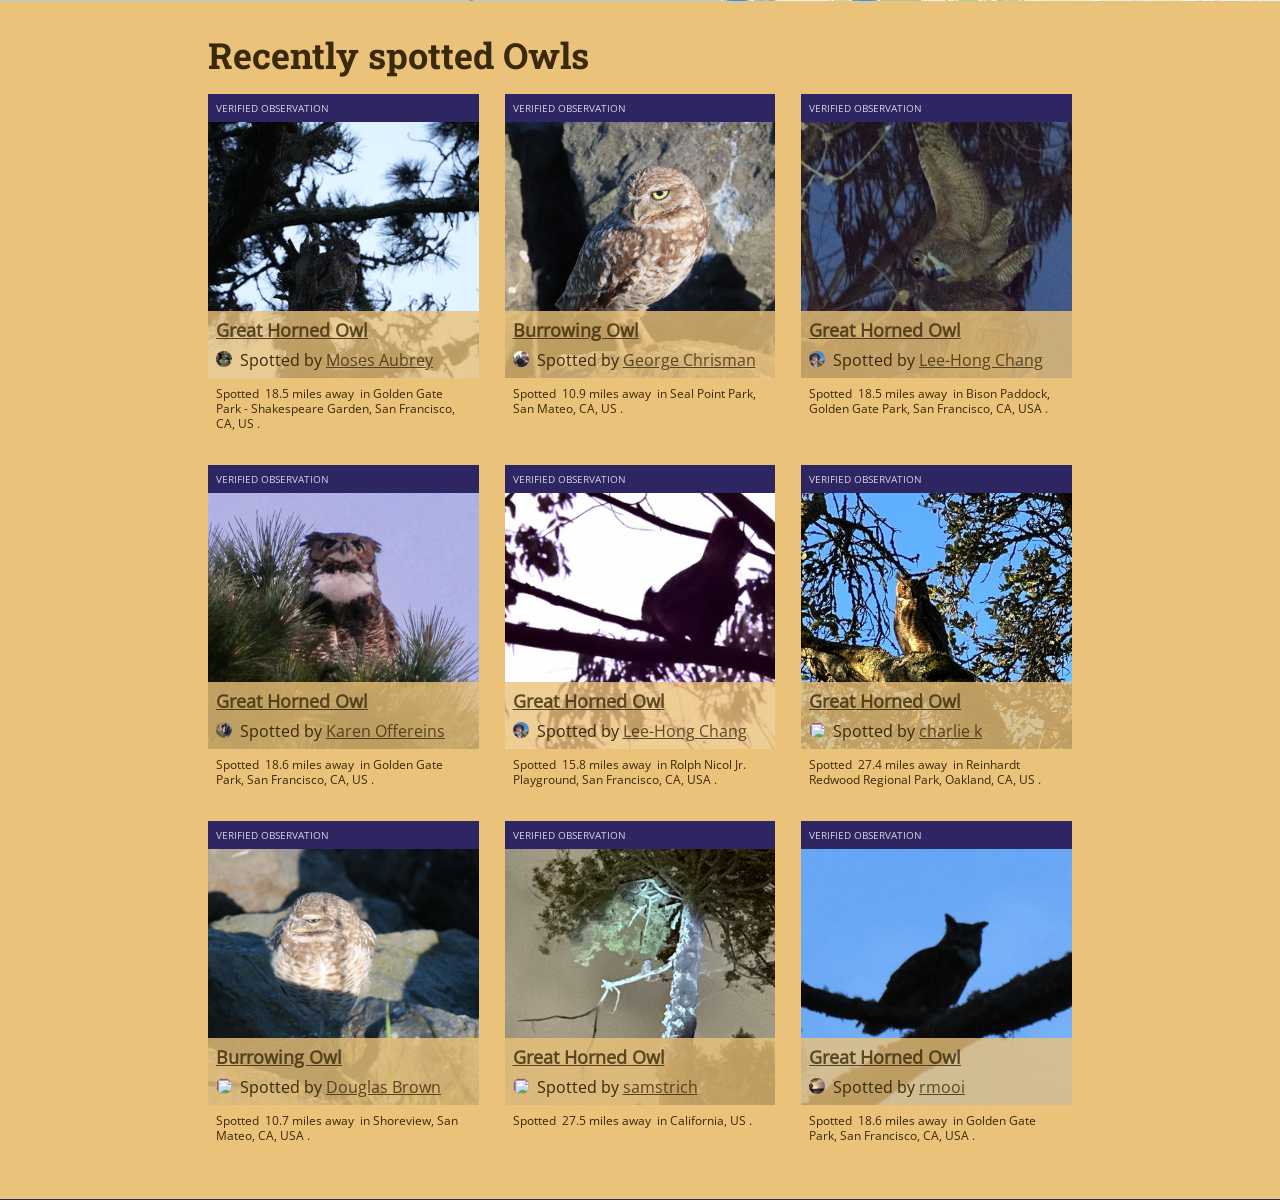 Recently spotted Owls
VERIFIED OBSERVATION
Great Horned Owl
Spotted by Moses Aubrey
Spotted 18.5 miles away in Golden Gate
Park - Shakespeare Garden, San Francisco,
CA, US .
VERIFIED OBSERVATION
Burrowing Owl
Spotted by George Chrisman
Spotted 10.9 miles away in Seal Point Park,
San Mateo, CA, US .
VERIFIED OBSERVATION
Great Horned Owl
Spotted by Lee-Hong Chang
Spotted 18.5 miles away in Bison Paddock,
Golden Gate Park, San Francisco, CA, USA .
VERIFIED OBSERVATION
Great Horned Owl
Spotted by Karen Offereins
Spotted 18.6 miles away in Golden Gate
Park, San Francisco, CA, US .
VERIFIED OBSERVATION
Great Horned Owl
Spotted by Lee-Hong Chang
Spotted 15.8 miles away in Rolph Nicol Jr.
Playground, San Francisco, CA, USA .
VERIFIED OBSERVATION
Great Horned Owl
Spotted by charlie k
Spotted 27.4 miles away in Reinhardt
Redwood Regional Park, Oakland, CA, US .
VERIFIED OBSERVATION
Burrowing Owl
Spotted by Douglas Brown
Spotted 10.7 miles away in Shoreview, San
Mateo, CA, USA .
VERIFIED OBSERVATION
Great Horned Owl
Spotted by samstrich
Spotted 27.5 miles away in California, US .
VERIFIED OBSERVATION
Great Horned Owl
Spotted by rmooi
Spotted 18.6 miles away in Golden Gate
Park, San Francisco, CA, USA .